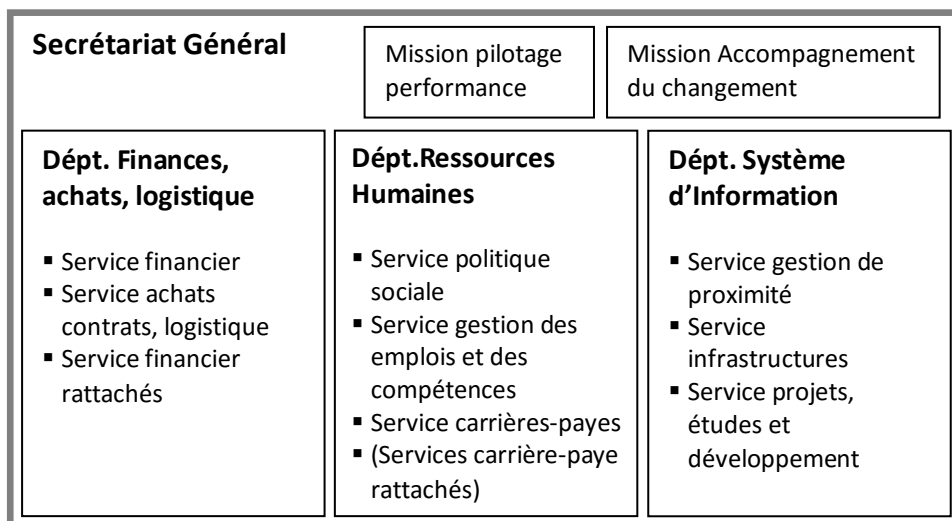 Secrétariat Général
Mission pilotage
performance
Mission Accompagnement
du changement
Dépt. Finances,
achats, logistique
▪ Service financier
▪ Service achats
contrats, logistique
▪ Service financier
rattachés
Dépt.Ressources
Humaines
▪ Service politique
sociale
▪ Service gestion des
emplois et des
compétences
▪ Service carrières-payes
▪ (Services carrière-paye
rattachés)
Dépt. Système
d’Information
▪ Service gestion de
proximité
▪ Service
infrastructures
▪ Service projets,
études et
développement